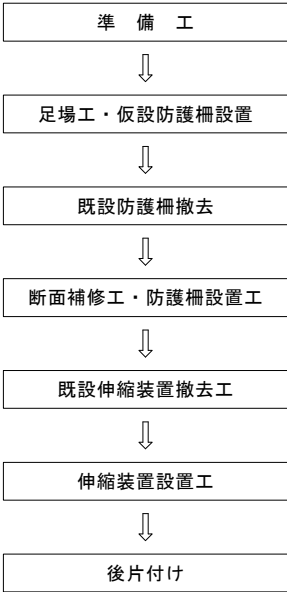 準　備　工
足場工・仮設防護柵設置
既設防護柵撤去
断面補修工・防護柵設置工
既設伸縮装置撤去工
伸縮装置設置工
後片付け